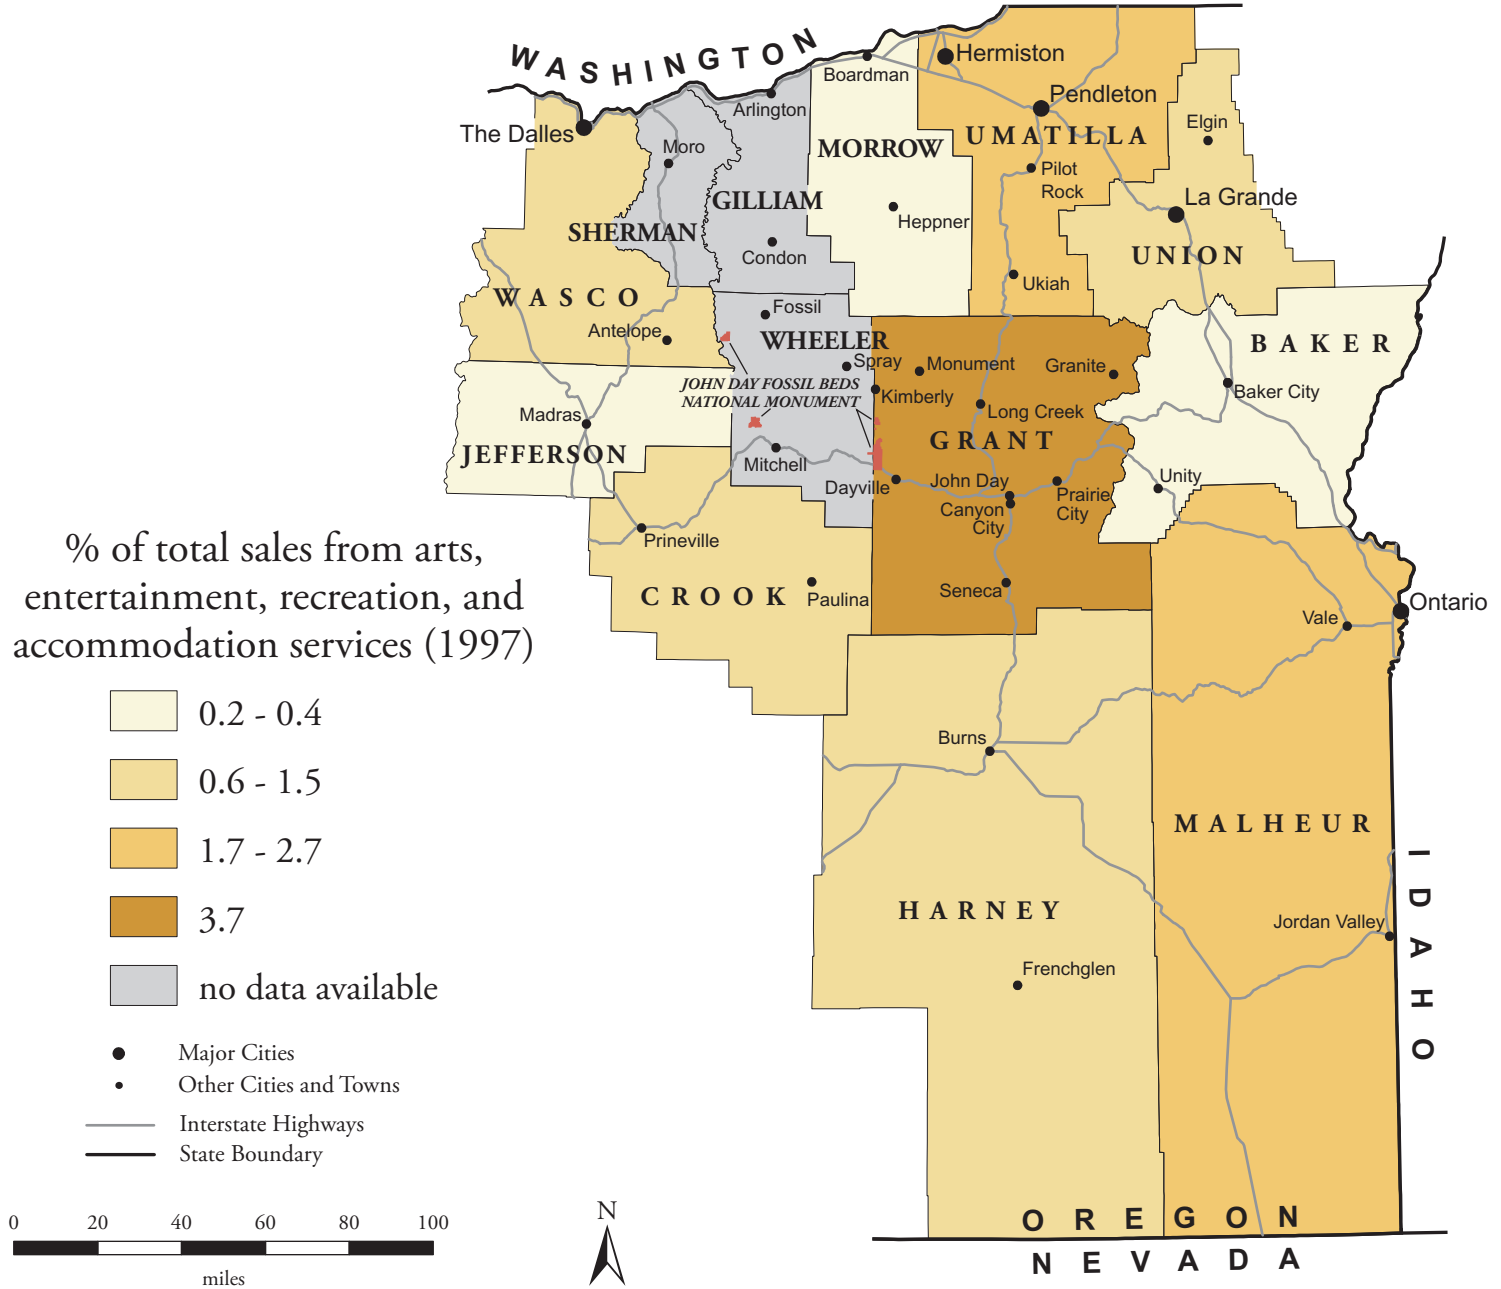 WASHINGTON
Boardman
Hermiston
Arlington
Pendleton
The Dalles
Elgin
Moro
MORROW
UMATILLA
Pilot
Rock
GILLIAM
La Grande
Heppner
SHERMAN
UNION
Condon
Ukiah
WASCO
Fossil
Antelope
WHEELER
BAKER
Spray
Monument
Granite
JOHN DAY FOSSIL BEDS
NATIONAL MONUMENT
Kimberly
Baker City
Madras
Long Creek
GRANT
JEFFERSON
Mitchell
Unity
Dayville
John Day
Prairie
City
Canyon
City
Prineville
CROOK
Paulina
Seneca
Vale
Ontario
% of total sales from arts,
entertainment, recreation, and
accommodation services (1997)
0.2 - 0.4
0.6 - 1.5
1.7 - 2.7
3.7
no data available
Major Cities
Other Cities and Towns
Interstate Highways
State Boundary
Burns
MALHEUR
HARNEY
Jordan Valley
Frenchglen
IDAHO
OREGON
NEVADA
0 20 40 60 80 100
miles
N